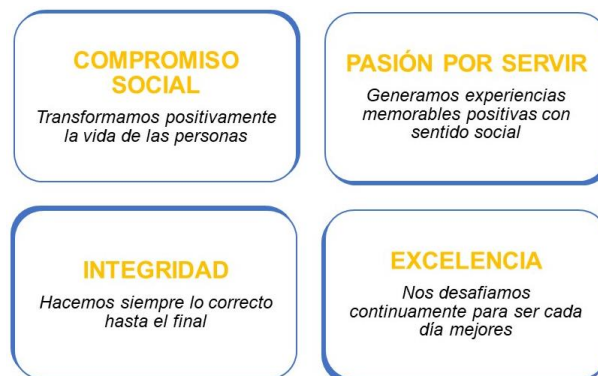 COMPROMISO
SOCIAL
Transformamos positivamente
la vida de las personas
PASIÓN POR SERVIR
Generamos experiencias
memorables positivas con
sentido social
INTEGRIDAD
Hacemos siempre lo correcto
hasta el final
EXCELENCIA
Nos desafiamos
continuamente para ser cada
día mejores